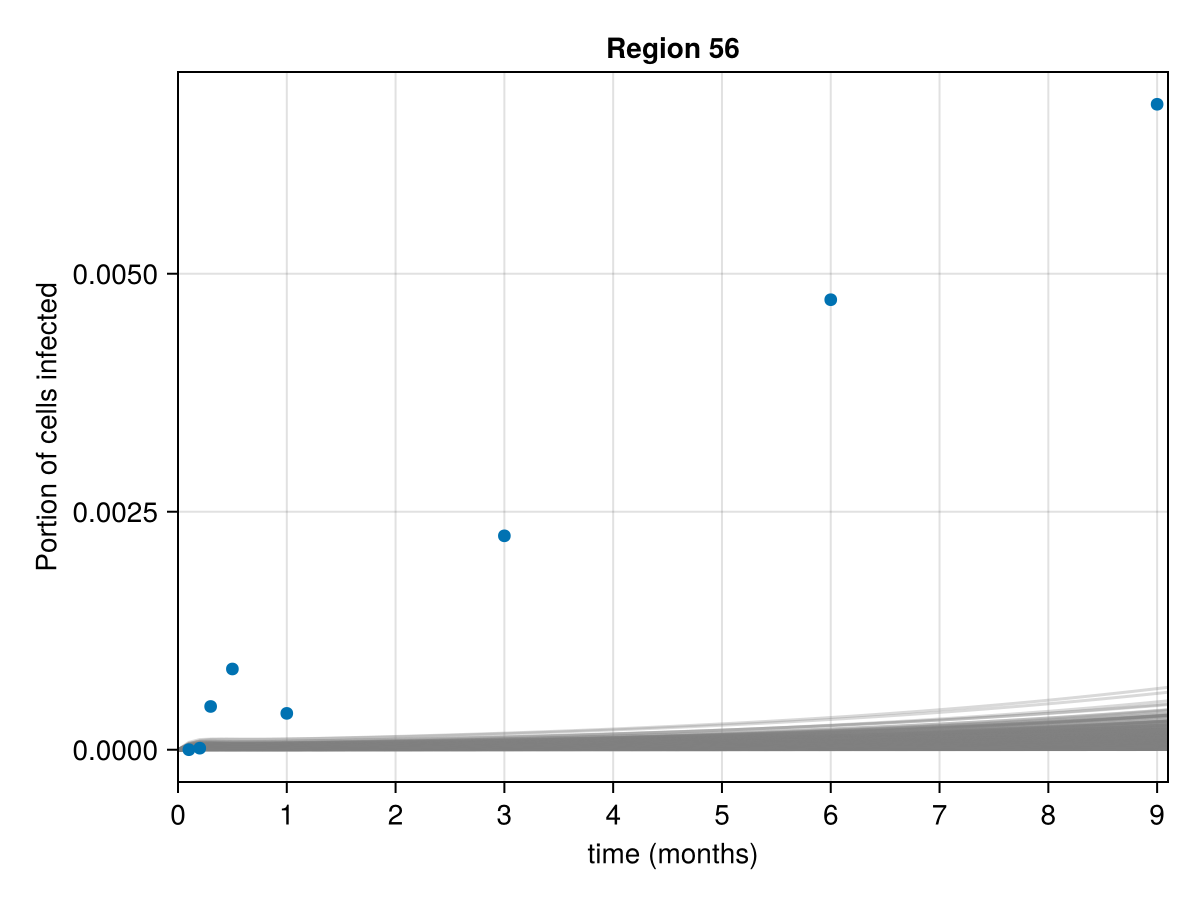 Region 56
Portion of cells infected
0.0050
0.0025
0.0000
0 1 2 3 4 5 6 7 8 9
time (months)